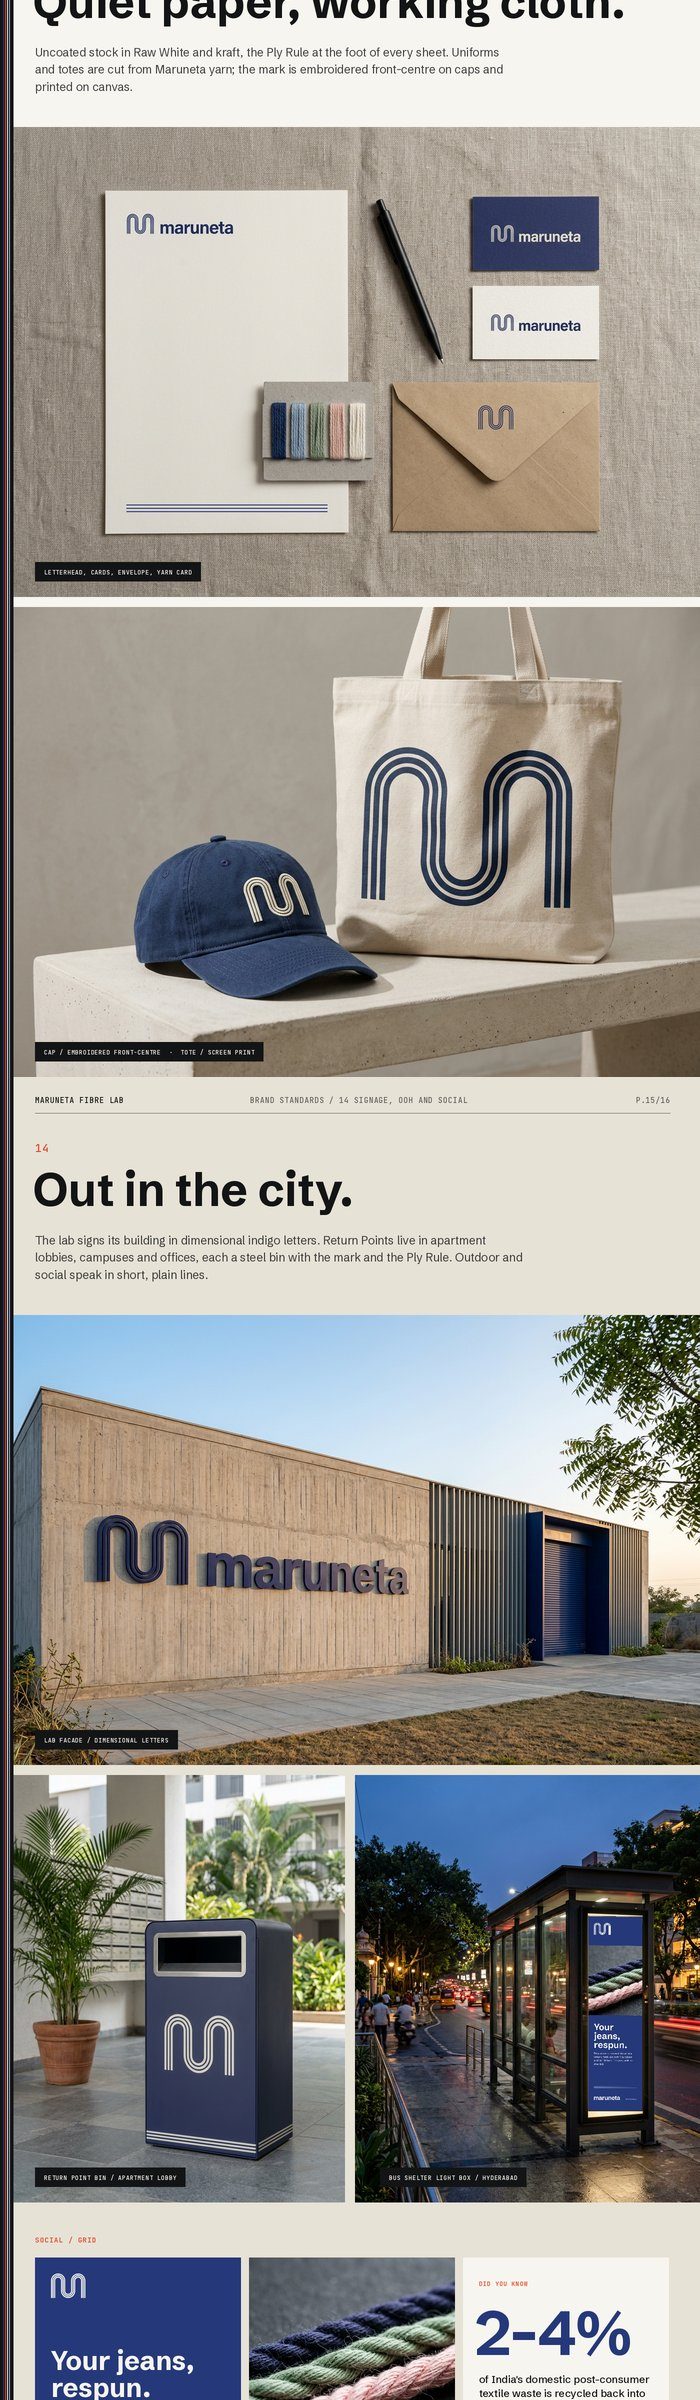 Quiet paper, working cloth.
Uncoated stock in Raw White and kraft, the Ply Rule at the foot of every sheet. Uniforms
and totes are cut from Maruneta yarn; the mark is embroidered front-centre on caps and
printed on canvas.
maruneta
maruneta
maruneta
LETTERHEAD, CARDS, ENVELOPE, YARN CARD
CAP / EMBROIDERED FRONT-CENTRE - TOTE / SCREEN PRINT
MARUNETA FIBRE LAB
BRAND STANDARDS / 14 SIGNAGE, OOH AND SOCIAL
P.15/16
14
Out in the city.
The lab signs its building in dimensional indigo letters. Return Points live in apartment
lobbies, campuses and offices, each a steel bin with the mark and the Ply Rule. Outdoor and
social speak in short, plain lines.
maruneta
LAB FACADE / DIMENSIONAL LETTERS
RETURN POINT BIN / APARTMENT LOBBY
Your
jeans,
respun.
maruneta
BUS SHELTER LIGHT BOX / HYDERABAD
SOCIAL / GRID
Your jeans,
respun.
DID YOU KNOW
2-4%
of India's domestic post-consumer
textile waste is recycled back into